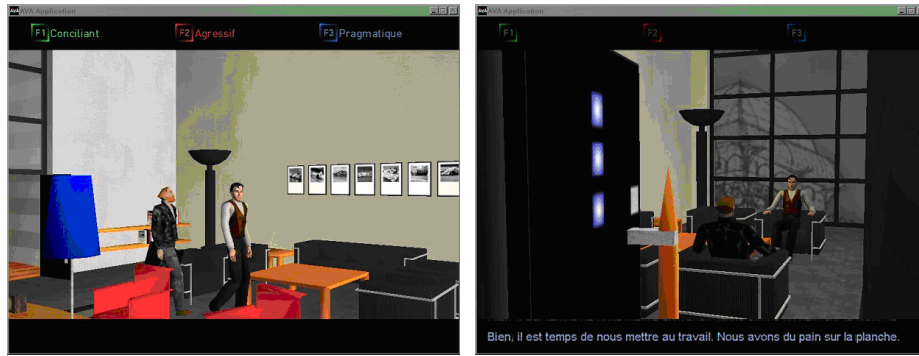 AVA Application
F1 Conciliant F2 Agressif F3 Pragmatique
AVA Application
F1 F2 F3
Bien, il est temps de nous mettre au travail. Nous avons du pain sur la planche.